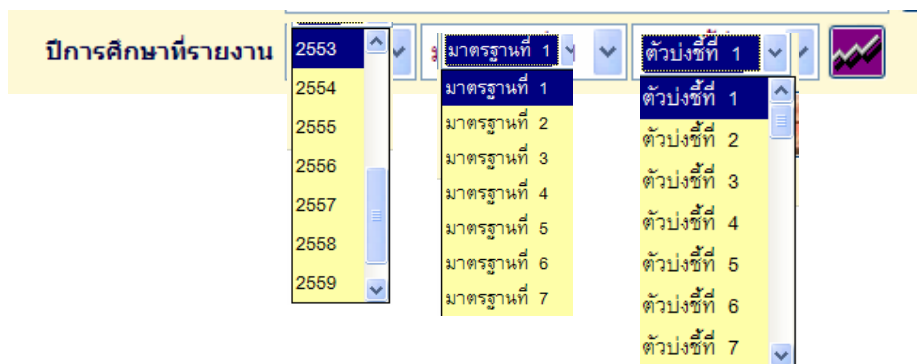 ปีการศึกษาที่รายงาน
2553
2554
2555
2556
2557
2558
2559
มาตรฐานที่ 1
มาตรฐานที่ 1
มาตรฐานที่ 2
มาตรฐานที่ 3
มาตรฐานที่ 4
มาตรฐานที่ 5
มาตรฐานที่ 6
มาตรฐานที่ 7
ตัวบ่งชี้ที่ 1
ตัวบ่งชี้ที่ 1
ตัวบ่งชี้ที่ 2
ตัวบ่งชี้ที่ 3
ตัวบ่งชี้ที่ 4
ตัวบ่งชี้ที่ 5
ตัวบ่งชี้ที่ 6
ตัวบ่งชี้ที่ 7